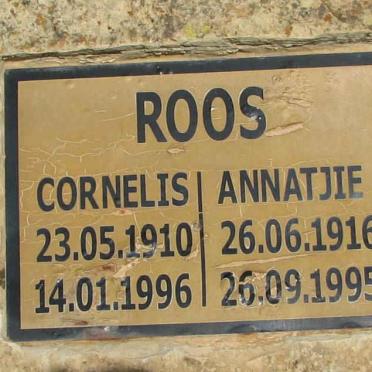 ROOS
CORNELIS | ANNATJIE
23.05.1910 | 26.06.1916
14.01.1996 | 26.09.1995